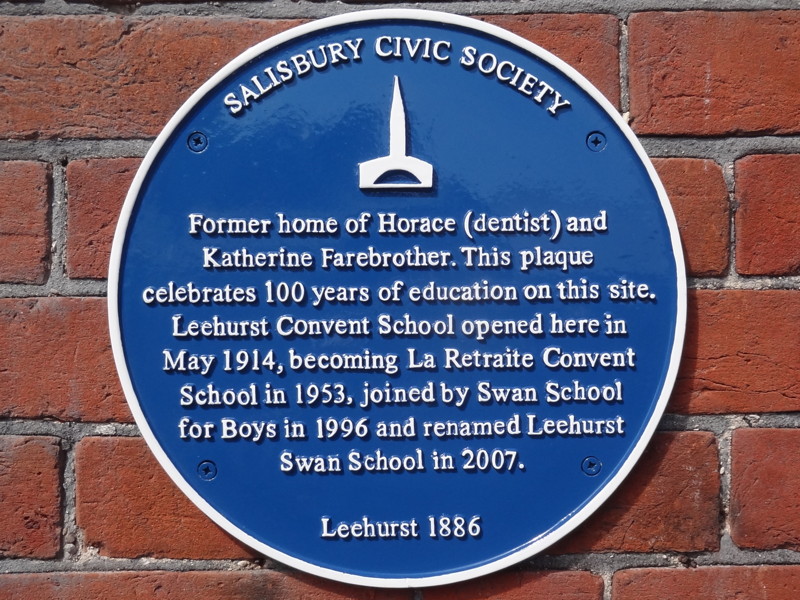 SALISBURY CIVIC SOCIETY
Former home of Horace (dentist) and
Katherine Farebrother. This plaque
celebrates 100 years of education on this site.
Leehurst Convent School opened here in
May 1914, becoming La Retraite Convent
School in 1953, joined by Swan School
for Boys in 1996 and renamed Leehurst
Swan School in 2007.
Leehurst 1886